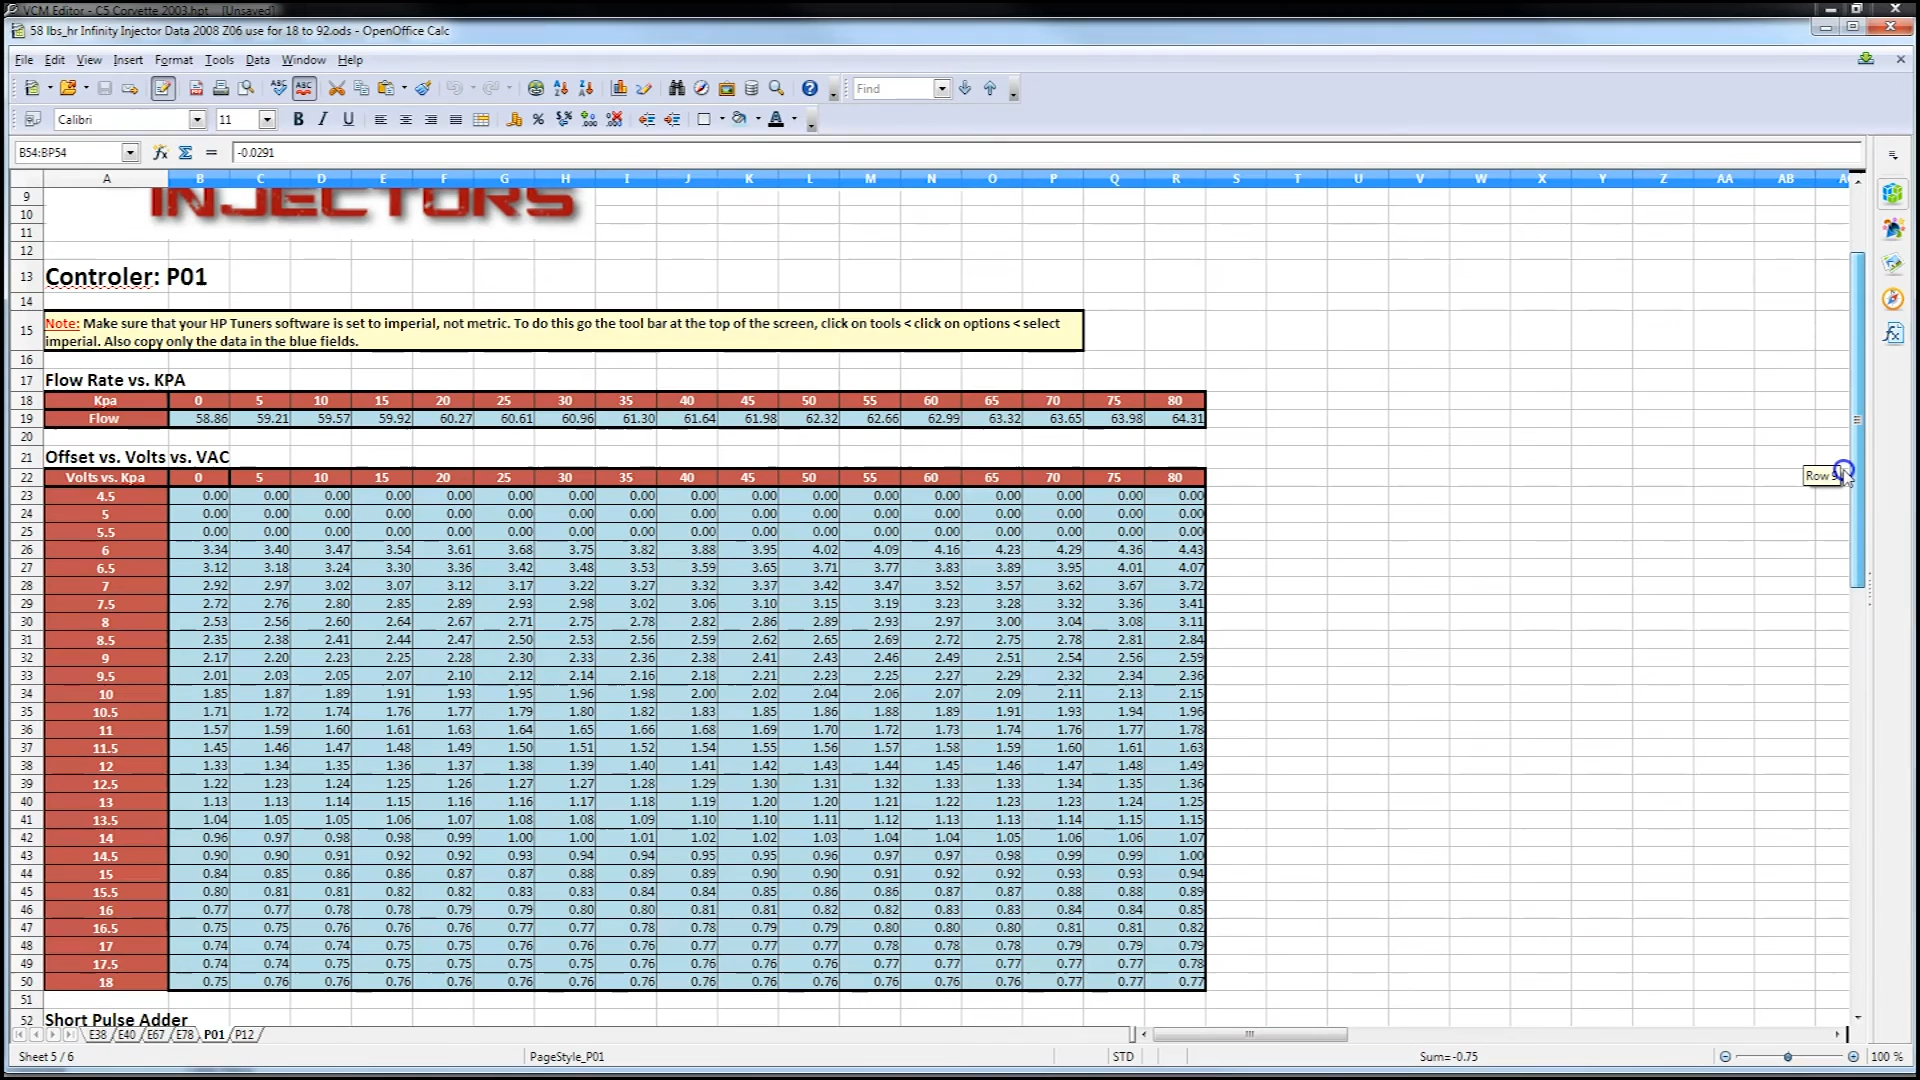 VCM Editor - C5 Corvette 2003.hpt [Unsaved]
58 lbs_hr Infinity Injector Data 2008 Z06 use for 18 to 92.ods - OpenOffice Calc
File Edit View Insert Format Tools Data Window Help
Find
Calibri 11
B54:BP54 -0.0291
A B C D E F G H I J K L M N O P Q R S T U V W X Y Z AA AB
9 INJECTORS
10
11
12
13 Controler: P01
14
15 Note: Make sure that your HP Tuners software is set to imperial, not metric. To do this go the tool bar at the top of the screen, click on tools < click on options < select
imperial. Also copy only the data in the blue fields.
16
17 Flow Rate vs. KPA
18 Kpa 0 5 10 15 20 25 30 35 40 45 50 55 60 65 70 75 80
19 Flow 58.86 59.21 59.57 59.92 60.27 60.61 60.96 61.30 61.64 61.98 62.32 62.66 62.99 63.32 63.65 63.98 64.31
20
21 Offset vs. Volts vs. VAC
22 Volts vs. Kpa 0 5 10 15 20 25 30 35 40 45 50 55 60 65 70 75 80
Row
23 4.5 0.00 0.00 0.00 0.00 0.00 0.00 0.00 0.00 0.00 0.00 0.00 0.00 0.00 0.00 0.00 0.00 0.00
24 5 0.00 0.00 0.00 0.00 0.00 0.00 0.00 0.00 0.00 0.00 0.00 0.00 0.00 0.00 0.00 0.00 0.00
25 5.5 0.00 0.00 0.00 0.00 0.00 0.00 0.00 0.00 0.00 0.00 0.00 0.00 0.00 0.00 0.00 0.00 0.00
26 6 3.34 3.40 3.47 3.54 3.61 3.68 3.75 3.82 3.88 3.95 4.02 4.09 4.16 4.23 4.29 4.36 4.43
27 6.5 3.12 3.18 3.24 3.30 3.36 3.42 3.48 3.53 3.59 3.65 3.71 3.77 3.83 3.89 3.95 4.01 4.07
28 7 2.92 2.97 3.02 3.07 3.12 3.17 3.22 3.27 3.32 3.37 3.42 3.47 3.52 3.57 3.62 3.67 3.72
29 7.5 2.72 2.76 2.80 2.85 2.89 2.93 2.98 3.02 3.06 3.10 3.15 3.19 3.23 3.28 3.32 3.36 3.41
30 8 2.53 2.56 2.60 2.64 2.67 2.71 2.75 2.78 2.82 2.86 2.89 2.93 2.97 3.00 3.04 3.08 3.11
31 8.5 2.35 2.38 2.41 2.44 2.47 2.50 2.53 2.56 2.59 2.62 2.65 2.69 2.72 2.75 2.78 2.81 2.84
32 9 2.17 2.20 2.23 2.25 2.28 2.30 2.33 2.36 2.38 2.41 2.43 2.46 2.49 2.51 2.54 2.56 2.59
33 9.5 2.01 2.03 2.05 2.07 2.10 2.12 2.14 2.16 2.18 2.21 2.23 2.25 2.27 2.29 2.32 2.34 2.36
34 10 1.85 1.87 1.89 1.91 1.93 1.95 1.96 1.98 2.00 2.02 2.04 2.06 2.07 2.09 2.11 2.13 2.15
35 10.5 1.71 1.72 1.74 1.76 1.77 1.79 1.80 1.82 1.83 1.85 1.86 1.88 1.89 1.91 1.93 1.94 1.96
36 11 1.57 1.59 1.60 1.61 1.63 1.64 1.65 1.66 1.68 1.69 1.70 1.72 1.73 1.74 1.76 1.77 1.78
37 11.5 1.45 1.46 1.47 1.48 1.49 1.50 1.51 1.52 1.54 1.55 1.56 1.57 1.58 1.59 1.60 1.61 1.63
38 12 1.33 1.34 1.35 1.36 1.37 1.38 1.39 1.40 1.41 1.42 1.43 1.44 1.45 1.46 1.47 1.48 1.49
39 12.5 1.22 1.23 1.24 1.25 1.26 1.27 1.27 1.28 1.29 1.30 1.31 1.32 1.33 1.33 1.34 1.35 1.36
40 13 1.13 1.13 1.14 1.15 1.16 1.16 1.17 1.18 1.19 1.20 1.20 1.21 1.22 1.23 1.23 1.24 1.25
41 13.5 1.04 1.05 1.05 1.06 1.07 1.08 1.08 1.09 1.10 1.10 1.11 1.12 1.13 1.13 1.14 1.15 1.15
42 14 0.96 0.97 0.98 0.98 0.99 1.00 1.00 1.01 1.02 1.02 1.03 1.04 1.04 1.05 1.06 1.06 1.07
43 14.5 0.90 0.90 0.91 0.92 0.92 0.93 0.94 0.94 0.95 0.95 0.96 0.97 0.97 0.98 0.99 0.99 1.00
44 15 0.84 0.85 0.86 0.86 0.87 0.87 0.88 0.89 0.89 0.90 0.90 0.91 0.92 0.92 0.93 0.93 0.94
45 15.5 0.80 0.81 0.81 0.82 0.82 0.83 0.83 0.84 0.84 0.85 0.86 0.86 0.87 0.87 0.88 0.88 0.89
46 16 0.77 0.77 0.78 0.78 0.79 0.79 0.80 0.80 0.81 0.81 0.82 0.82 0.83 0.83 0.84 0.84 0.85
47 16.5 0.75 0.75 0.76 0.76 0.76 0.77 0.77 0.78 0.78 0.79 0.79 0.80 0.80 0.80 0.81 0.81 0.82
48 17 0.74 0.74 0.74 0.75 0.75 0.76 0.76 0.76 0.77 0.77 0.77 0.78 0.78 0.78 0.79 0.79 0.79
49 17.5 0.74 0.74 0.75 0.75 0.75 0.75 0.75 0.76 0.76 0.76 0.76 0.77 0.77 0.77 0.77 0.77 0.78
50 18 0.75 0.76 0.76 0.76 0.76 0.76 0.76 0.76 0.76 0.76 0.76 0.76 0.76 0.76 0.77 0.77 0.77
51
52 Short Pulse Adder
E38 E40 E67 E78 P01 P12
Sheet 5 / 6 PageStyle_P01 STD Sum=-0.75 100 %